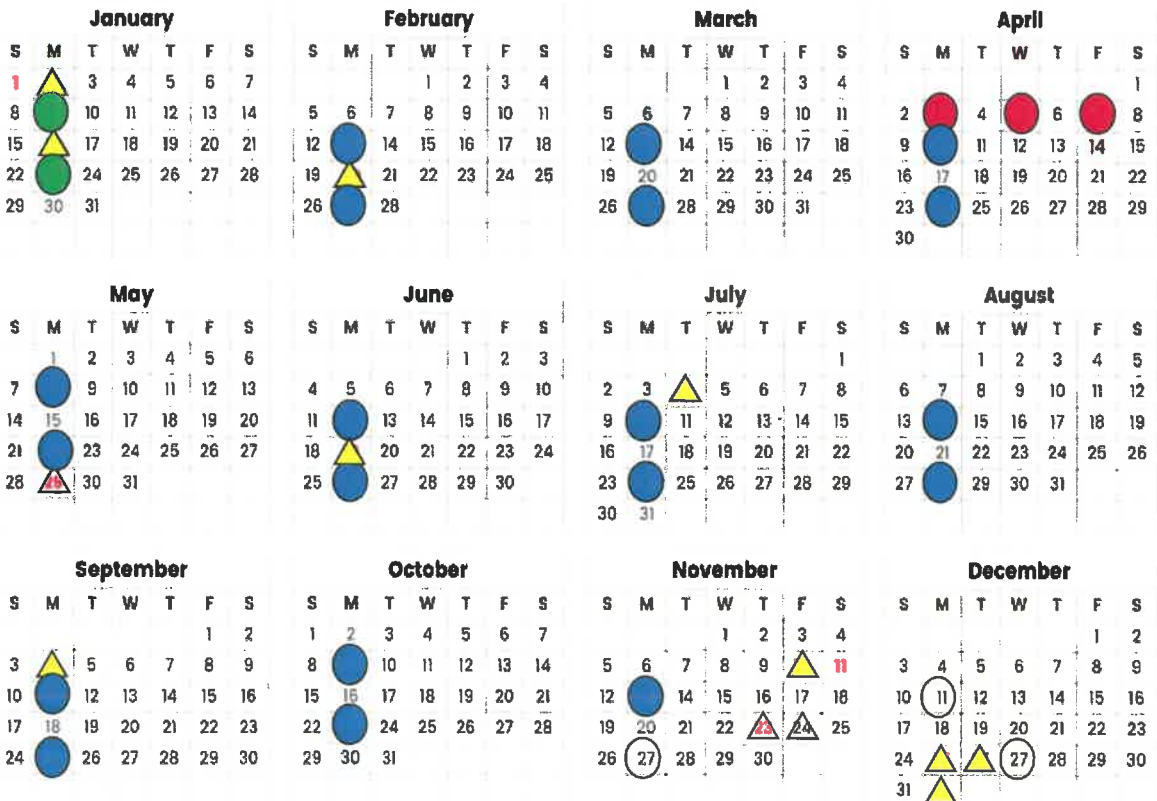 January
S M T W T F S
1 3 4 5 6 7
8 10 11 12 13 14
15 17 18 19 20 21
22 24 25 26 27 28
29 30 31
February
S M T W T F S
1 2 3 4
5 6 7 8 9 10 11
12 14 15 16 17 18
19 21 22 23 24 25
26 28
March
S M T W T F S
1 2 3 4
5 6 7 8 9 10 11
12 14 15 16 17 18
19 20 21 22 23 24 25
26 28 29 30 31
April
S M T W T F S
1
2 4 6 8
9 11 12 13 14 15
16 17 18 19 20 21 22
23 25 26 27 28 29
30
May
S M T W T F S
1 2 3 4 5 6
7 9 10 11 12 13
14 15 16 17 18 19 20
21 23 24 25 26 27
28 29 30 31
June
S M T W T F S
1 2 3
4 5 6 7 8 9 10
11 13 14 15 16 17
18 20 21 22 23 24
25 27 28 29 30
July
S M T W T F S
1
2 3 5 6 7 8
9 11 12 13 14 15
16 17 18 19 20 21 22
23 25 26 27 28 29
30 31
August
S M T W T F S
1 2 3 4 5
6 7 8 9 10 11 12
13 15 16 17 18 19
20 21 22 23 24 25 26
27 29 30 31
September
S M T W T F S
1 2
3 5 6 7 8 9
10 12 13 14 15 16
17 18 19 20 21 22 23
24 26 27 28 29 30
October
S M T W T F S
1 2 3 4 5 6 7
8 10 11 12 13 14
15 16 17 18 19 20 21
22 24 25 26 27 28
29 30 31
November
S M T W T F S
1 2 3 4
5 6 7 8 9 11
12 14 15 16 17 18
19 20 21 22 23 24 25
26 27 28 29 30
December
S M T W T F S
1 2
3 4 5 6 7 8 9
10 11 12 13 14 15 16
17 18 19 20 21 22 23
24 27 28 29 30
31